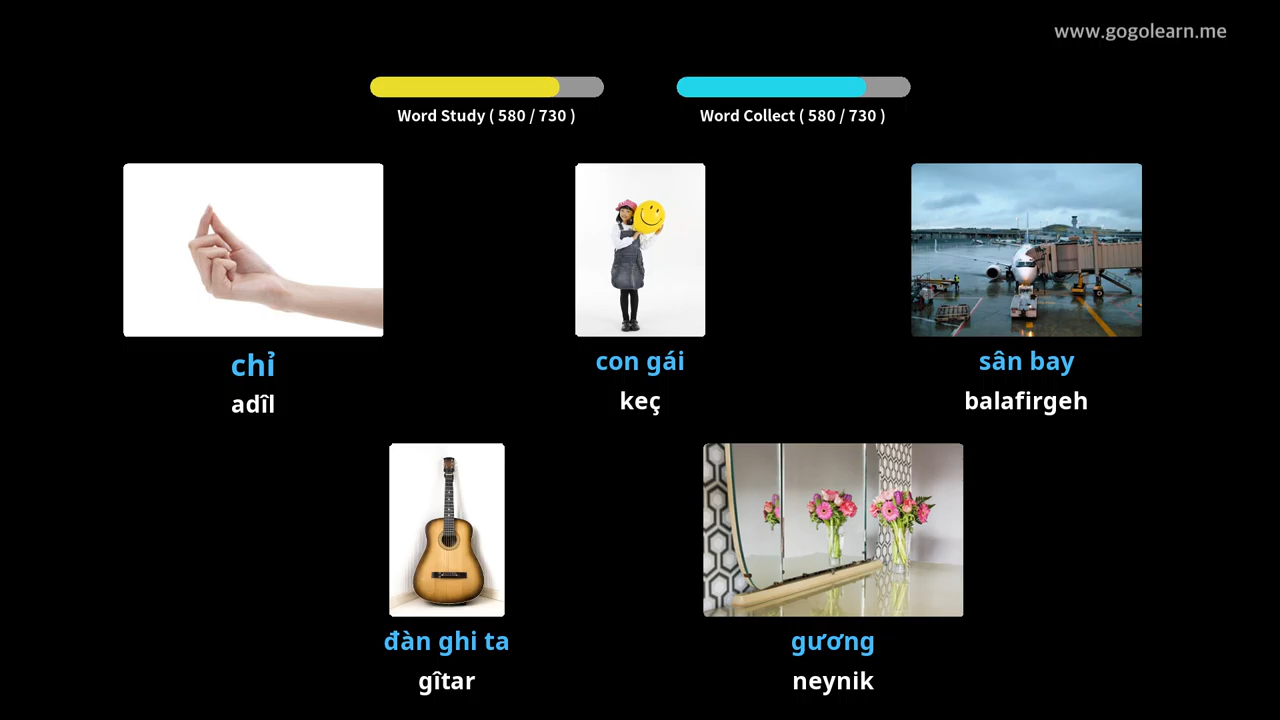 www.gogolearn.me
Word Study ( 580 / 730 )
Word Collect ( 580 / 730 )
chỉ
adîl
con gái
keç
sân bay
balafirgeh
đàn ghi ta
gîtar
gương
neynik